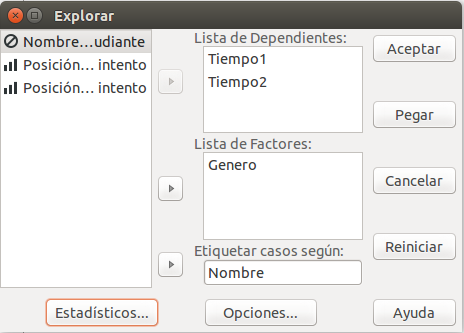 Explorar
Nombre...udiante
Posición... intento
Posición... intento
Lista de Dependientes:
Tiempo1
Tiempo2
Lista de Factores:
Genero
Etiquetar casos según:
Nombre
Aceptar
Pegar
Cancelar
Reiniciar
Estadísticos...
Opciones...
Ayuda